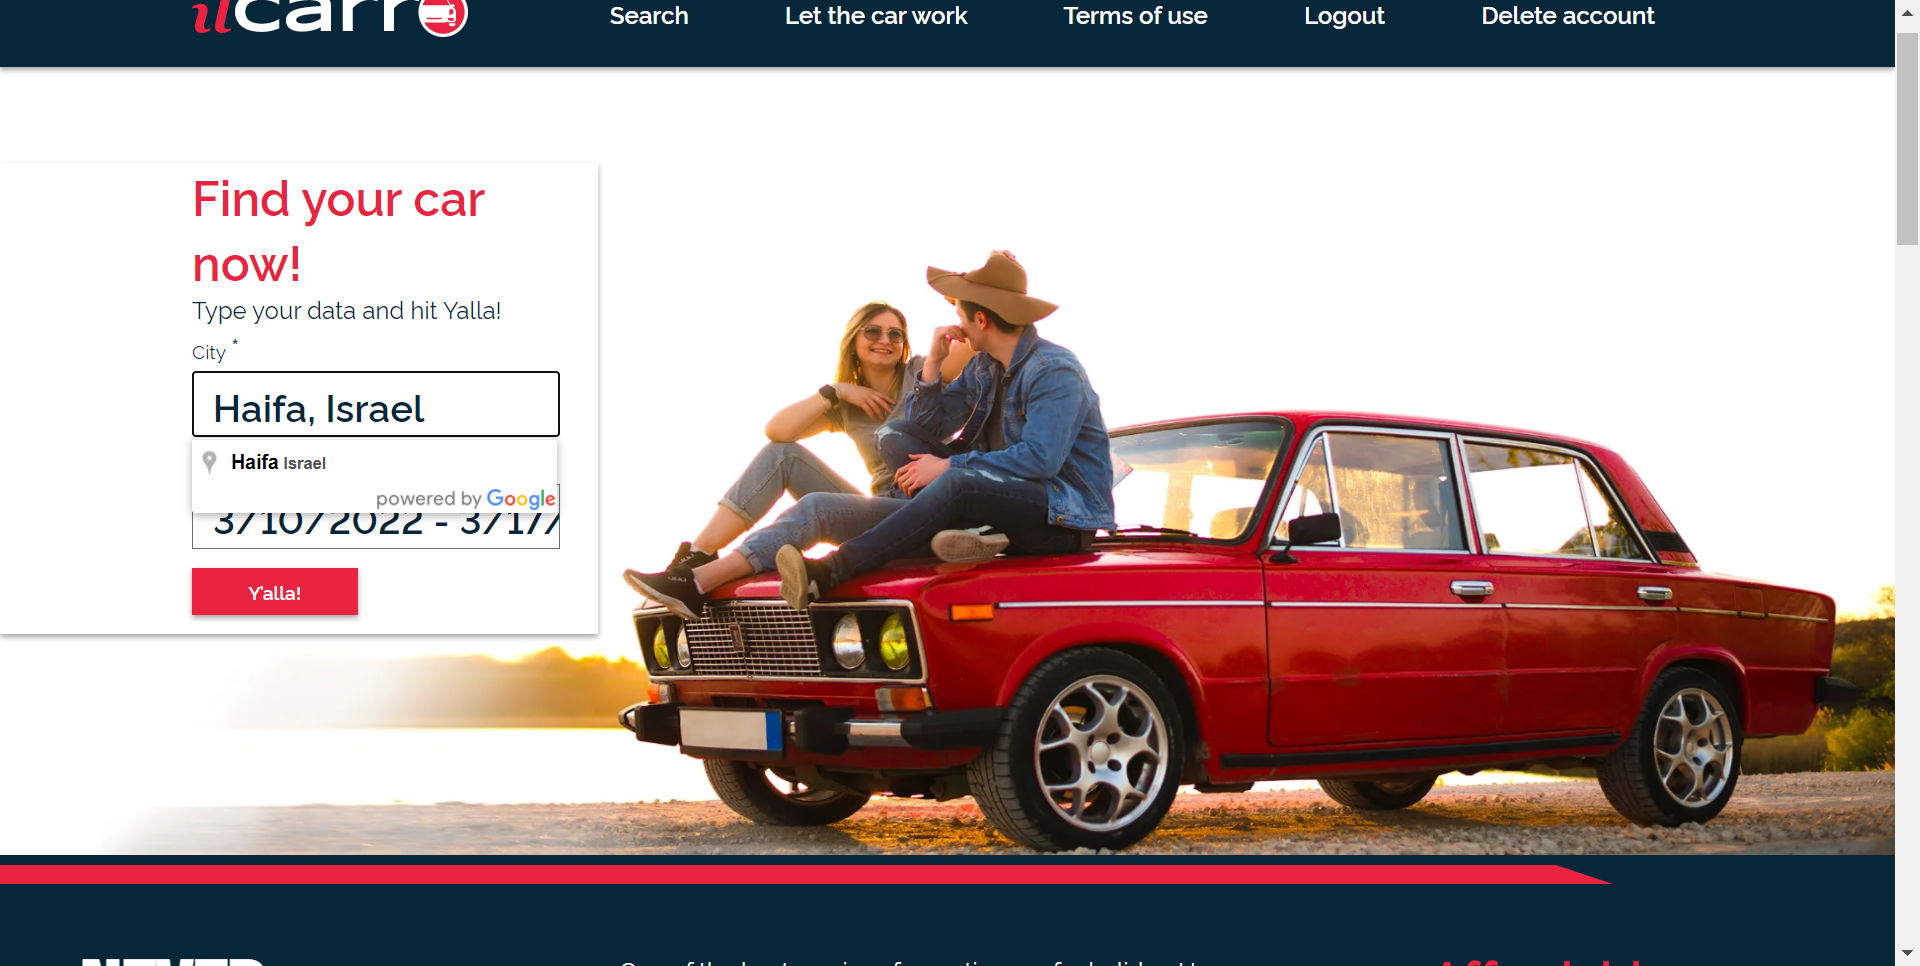 ilcarro
Search
Let the car work
Terms of use
Logout
Delete account
Find your car
now!
Type your data and hit Yalla!
City *
Haifa, Israel
Haifa Israel
powered by Google
3/10/2022 - 3/17/
Y'alla!
NEVER